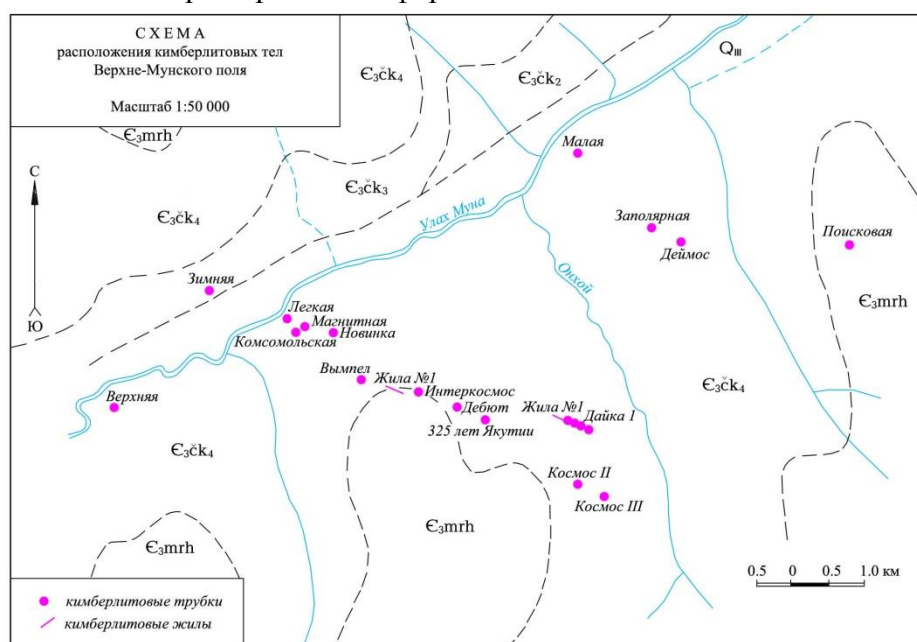 СХЕМА
расположения кимберлитовых тел
Верхне-Мунского поля
Масштаб 1:50 000
Є₃čk₄
Є₃čk₂
QIII
Є₃mrh
Малая
Є₃čk₃
С
Є₃čk₄
Улах Муна
Заполярная
Поисковая
Деймос
Онхой
Зимняя
Є₃mrh
Ю
Легкая
Магнитная
Комсомольская
Новинка
Вымпел
Жила №1
Интеркосмос
Є₃čk₄
Верхняя
Дебют
Жила №1
Дайка 1
325 лет Якутии
Є₃čk₄
Космос II
Космос III
Є₃mrh
Є₃mrh
0.5 0 0.5 1.0 км
кимберлитовые трубки
кимберлитовые жилы